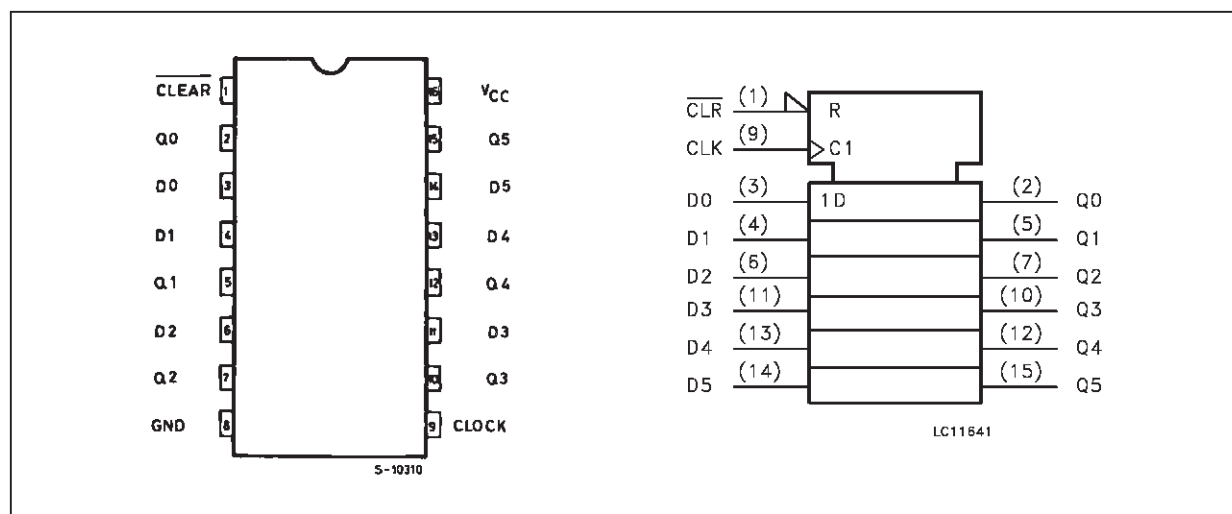 CLEAR 1 16 VCC
Q0 2 15 Q5
D0 3 14 D5
D1 4 13 D4
Q1 5 12 Q4
D2 6 11 D3
Q2 7 10 Q3
GND 8 9 CLOCK
S-10310
CLR (1) R
CLK (9) C1
D0 (3) 1D (2) Q0
D1 (4) (5) Q1
D2 (6) (7) Q2
D3 (11) (10) Q3
D4 (13) (12) Q4
D5 (14) (15) Q5
LC11641